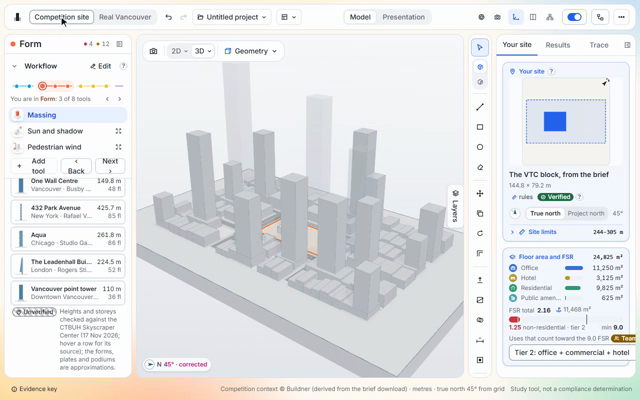 Competition site
Real Vancouver
Untitled project
Model
Presentation
Form
4
12
Workflow
Edit
?
You are in Form: 3 of 8 tools
Massing
Sun and shadow
Pedestrian wind
+ Add tool
‹ Back
Next ›
One Wall Centre
149.8 m
Vancouver · Busby ...
48 fl
432 Park Avenue
425.7 m
New York · Rafael V...
85 fl
Aqua
261.8 m
Chicago · Studio Ga...
86 fl
The Leadenhall Bui...
224.5 m
London · Rogers Sti...
52 fl
Vancouver point tower
110 m
Downtown Vancouver...
36 fl
Unverified
Heights and
storeys
checked against
the CTBUH
Skyscraper
Center (17 Nov
2026; hover a
row for its
source); the
forms, plates
and podiums are
approximations.
2D
3D
Geometry
Layers
N 45° · corrected
Your site
Results
Trace
Your site
?
The VTC block, from the brief
144.8 × 79.2 m
rules
Verified
?
True north
Project north
45°
Site limits
244-305 m
Floor area and FSR
24,825 m²
Office
11,250 m²
Hotel
3,125 m²
Residential
9,825 m²
Public amen...
625 m²
FSR total 2.16
11,468 m²
1.25 non-residential · tier 2
min 9.0
Uses that count toward the 9.0 FSR
Team
Tier 2: office + commercial + hotel
Evidence key
Competition context © Buildner (derived from the brief download) · metres · true north 45° from grid
Study tool, not a compliance determination